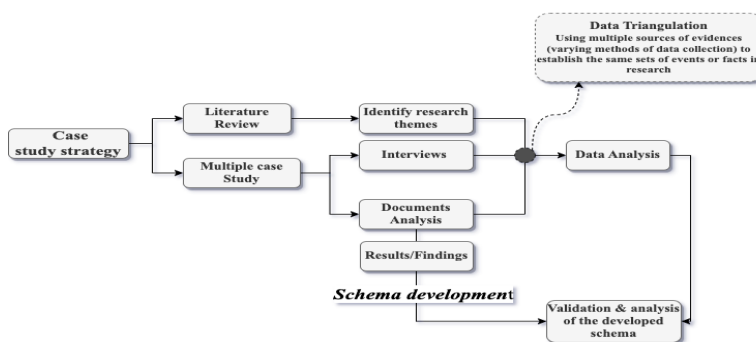 Data Triangulation
Using multiple sources of evidences
(varying methods of data collection) to
establish the same sets of events or facts in
research
Literature
Review
Identify research
themes
Case
study strategy
Multiple case
Study
Interviews
Data Analysis
Documents
Analysis
Results/Findings
Schema development
Validation & analysis
of the developed
schema